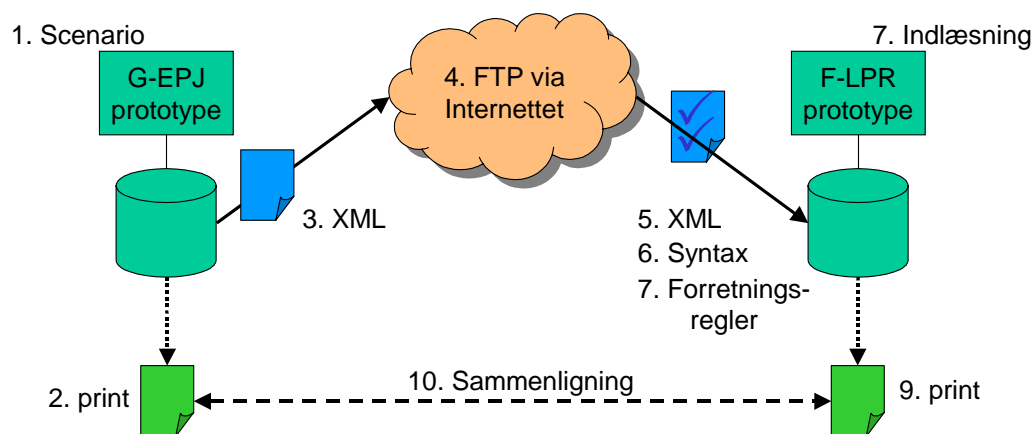 1. Scenario
G-EPJ
prototype
4. FTP via
Internettet
7. Indlæsning
F-LPR
prototype
3. XML
5. XML
6. Syntax
7. Forretnings-
regler
2. print
10. Sammenligning
9. print